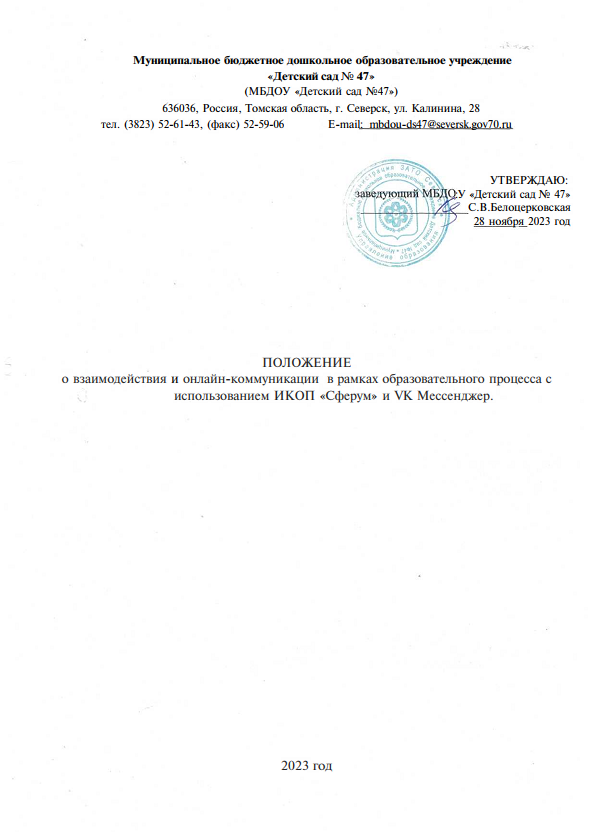 Муниципальное бюджетное дошкольное образовательное учреждение
«Детский сад № 47»
(МБДОУ «Детский сад №47»)
636036, Россия, Томская область, г. Северск, ул. Калинина, 28
тел. (3823) 52-61-43, (факс) 52-59-06 E-mail: mbdou-ds47@seversk.gov70.ru
УТВЕРЖДАЮ:
заведующий МБДОУ «Детский сад № 47»
С.В.Белоцерковская
28 ноября 2023 год
ПОЛОЖЕНИЕ
о взаимодействия и онлайн-коммуникации в рамках образовательного процесса с
использованием ИКОП «Сферум» и VK Мессенджер.
2023 год